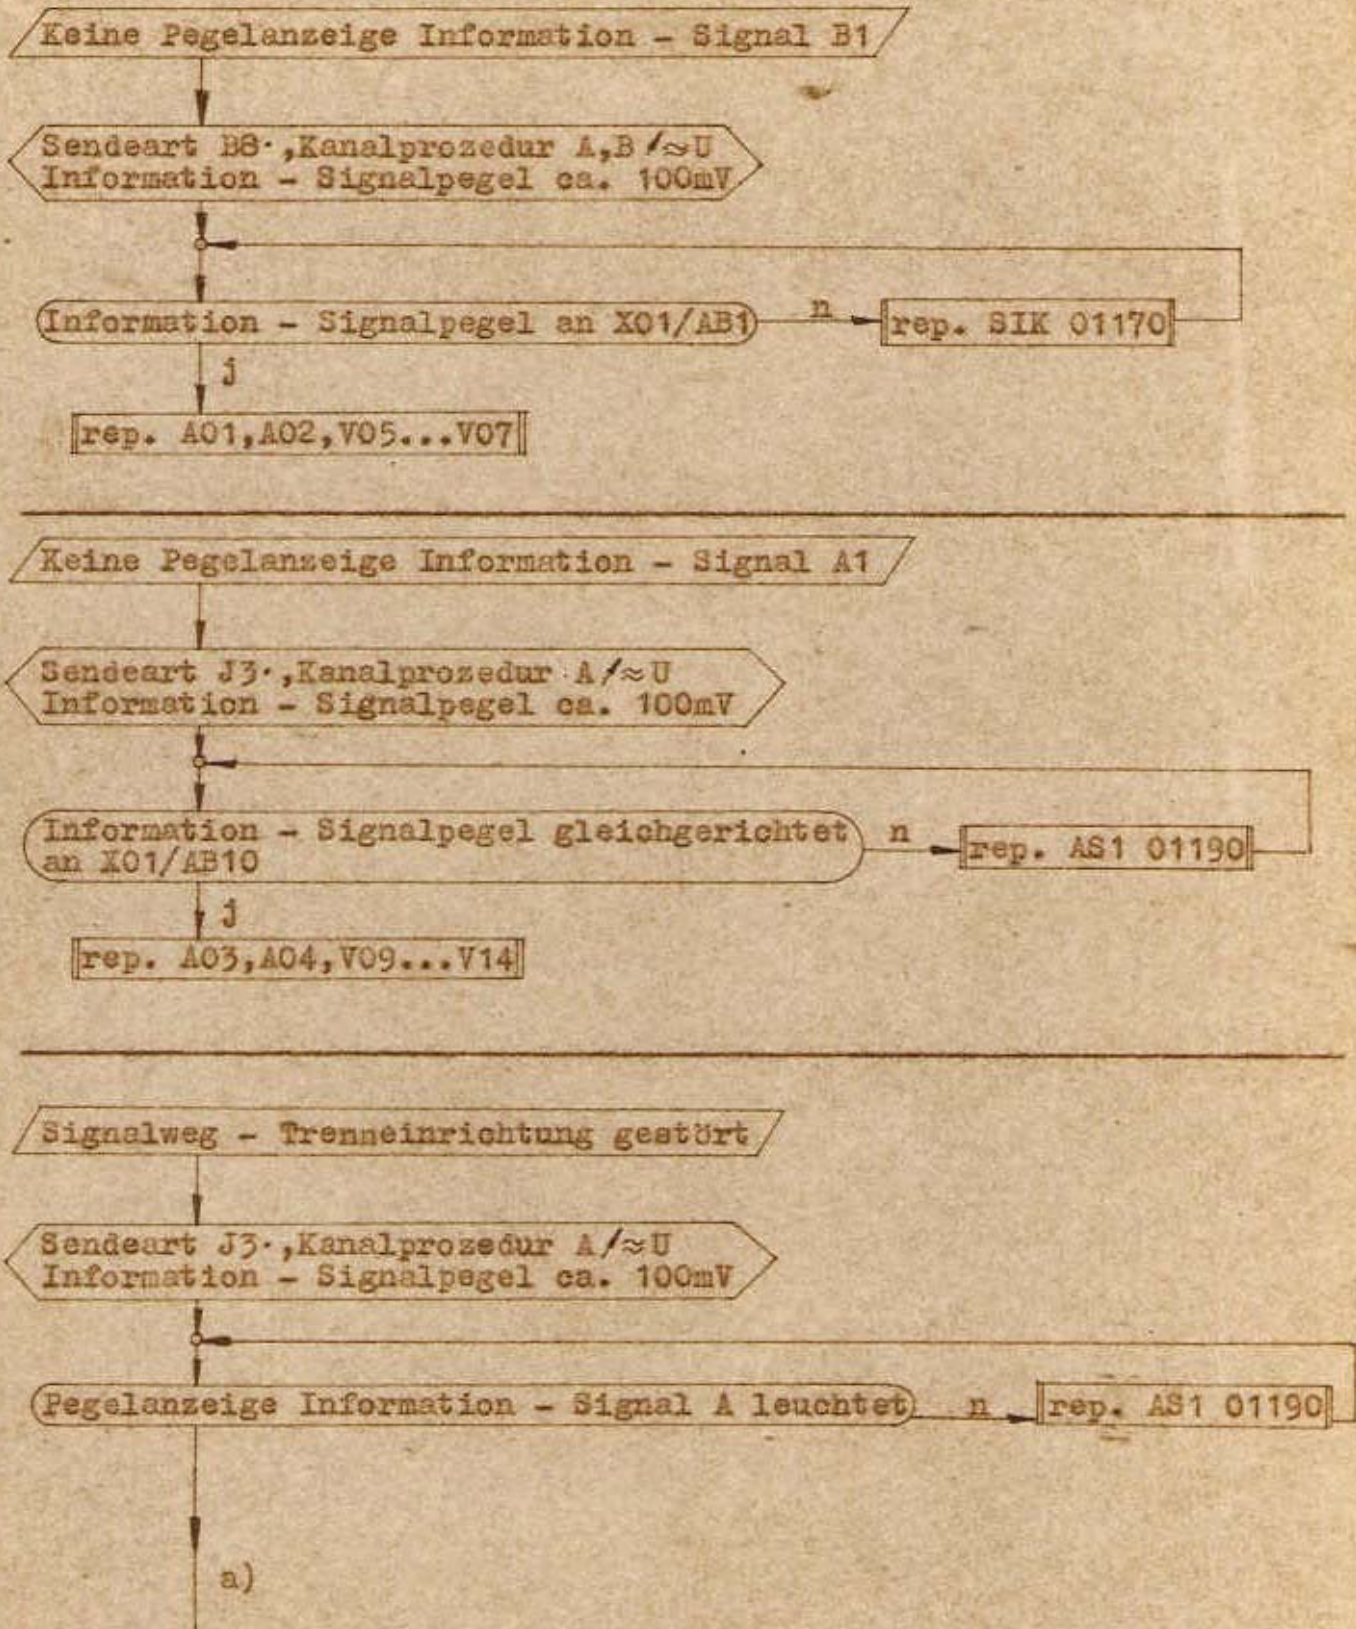 Keine Pegelanzeige Information - Signal B1
Sendeart B8·,Kanalprozedur A,B/≈U
Information - Signalpegel ca. 100mV
Information - Signalpegel an X01/AB1
n
rep. SIK 01170
j
rep. A01,A02,V05...V07
Keine Pegelanzeige Information - Signal A1
Sendeart J3·,Kanalprozedur A/≈U
Information - Signalpegel ca. 100mV
Information - Signalpegel gleichgerichtet
an X01/AB10
n
rep. AS1 01190
j
rep. A03,A04,V09...V14
Signalweg - Trenneinrichtung gestört
Sendeart J3·,Kanalprozedur A/≈U
Information - Signalpegel ca. 100mV
Pegelanzeige Information - Signal A leuchtet
n
rep. AS1 01190
a)